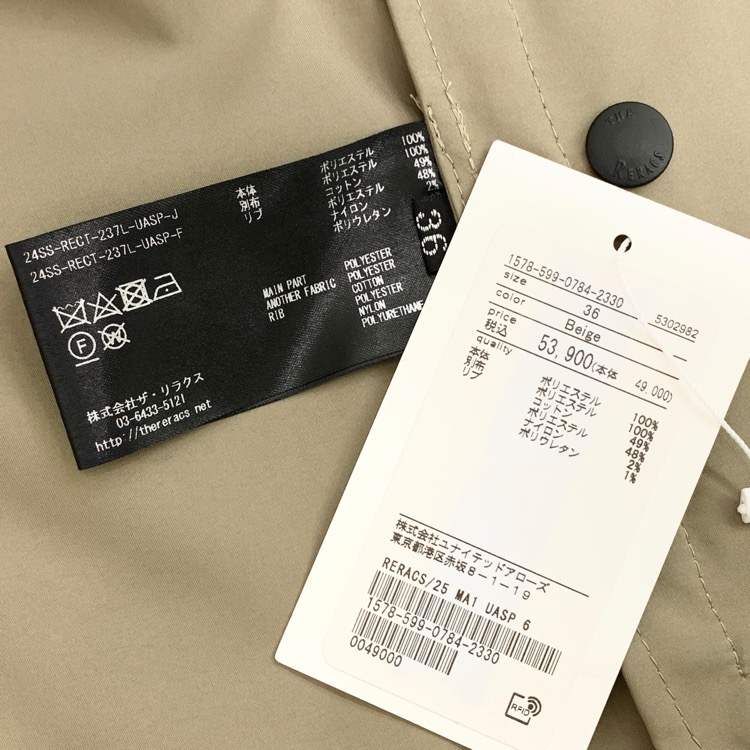 24SS-RECT-237L-UASP-J
24SS-RECT-237L-UASP-F
本体 ポリエステル 100%
別布 ポリエステル 100%
リブ コットン 49%
ポリエステル 48%
ナイロン 2%
ポリウレタン
MAIN PART POLYESTER
ANOTHER FABRIC POLYESTER
RIB COTTON
POLYESTER
NYLON
POLYURETHANE
F
W
株式会社ザ・リラクス
03-6433-5121
http://thereracs.net
36
THE
RERACS
1578-599-0784-2330
size 36 5302982
color Beige
price 税込 53,900(本体 49,000)
quality
本体 ポリエステル 100%
別布 ポリエステル 100%
リブ コットン 49%
ポリエステル 48%
ナイロン 2%
ポリウレタン 1%
株式会社ユナイテッドアローズ
東京都港区赤坂8-1-19
RERACS/25 MA1 UASP 6
1578-599-0784-2330
0049000
RFID